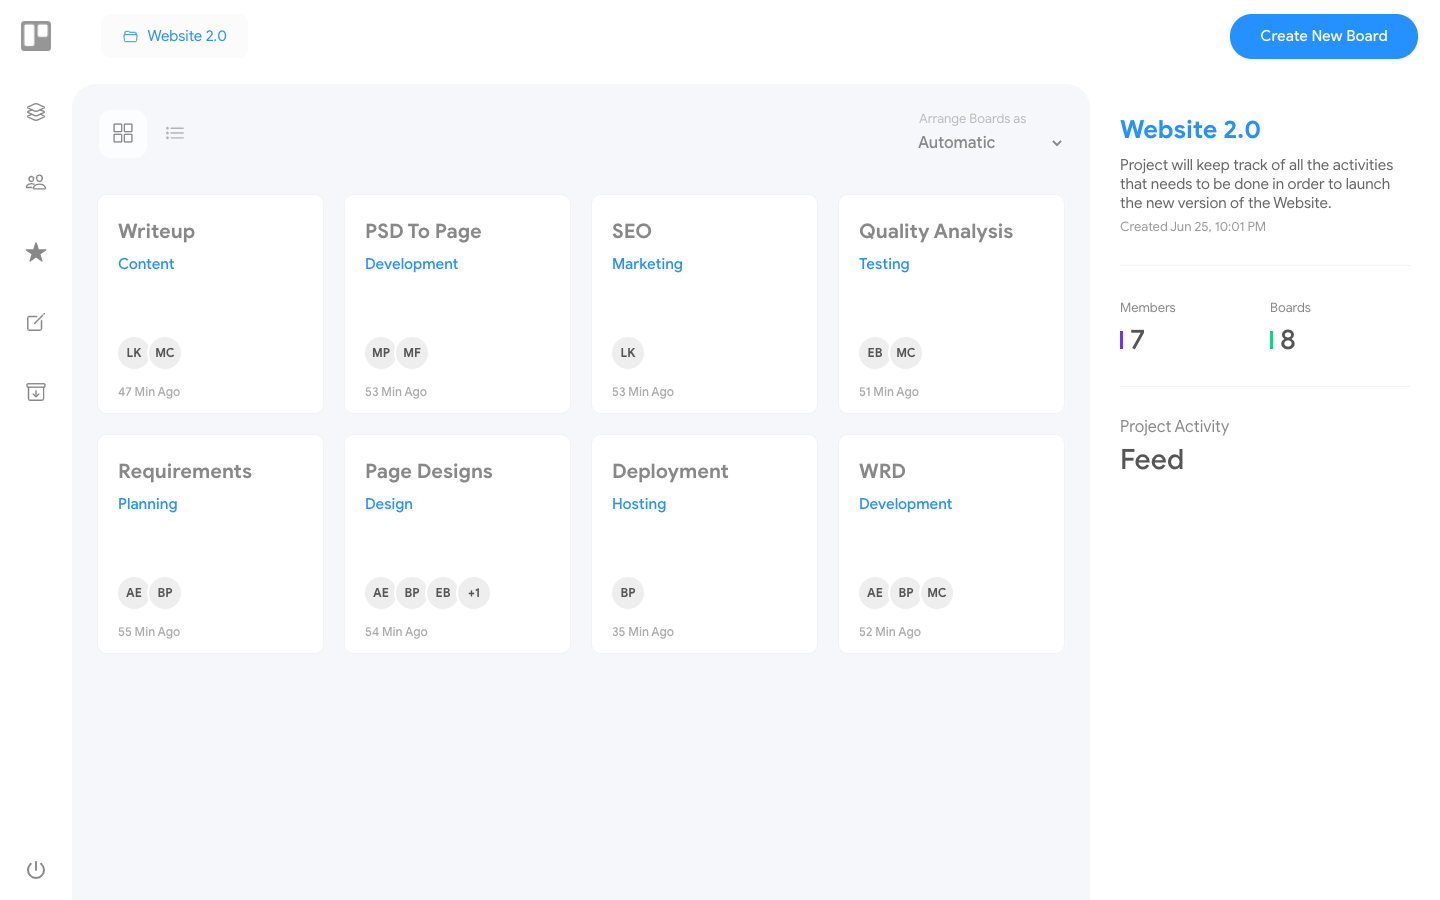 Website 2.0
Create New Board
Arrange Boards as
Automatic
Writeup
Content
LK MC
47 Min Ago
PSD To Page
Development
MP MF
53 Min Ago
SEO
Marketing
LK
53 Min Ago
Quality Analysis
Testing
EB MC
51 Min Ago
Requirements
Planning
AE BP
55 Min Ago
Page Designs
Design
AE BP EB +1
54 Min Ago
Deployment
Hosting
BP
35 Min Ago
WRD
Development
AE BP MC
52 Min Ago
Website 2.0
Project will keep track of all the activities
that needs to be done in order to launch
the new version of the Website.
Created Jun 25, 10:01 PM
Members
7
Boards
8
Project Activity
Feed